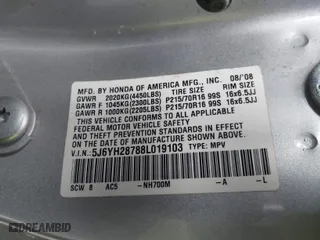 MFD. BY HONDA OF AMERICA MFG., INC. 08/'08
GVWR 2020KG(4450LBS) TIRE SIZE RIM SIZE
GAWR F 1045KG(2300LBS) P215/70R16 99S 16x6.5JJ
GAWR R 1000KG(2205LBS) P215/70R16 99S 16x6.5JJ
THIS VEHICLE CONFORMS TO ALL APPLICABLE FEDERAL MOTOR
VEHICLE SAFETY AND THEFT PREVENTION STANDARDS IN EFFECT
ON THE DATE OF MANUFACTURE SHOWN ABOVE.
V.I.N.: 5J6YH28788L019103 TYPE: MPV
SCW 8 AC5 -NH700M -A -L
DREAMBID